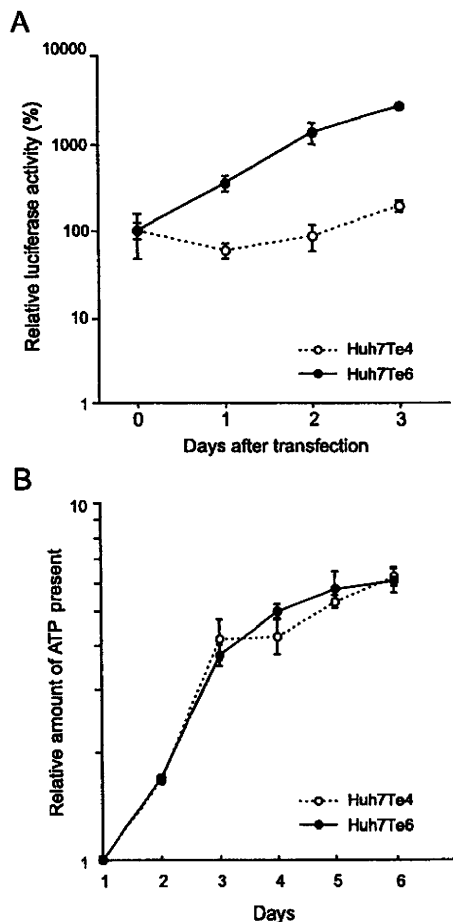 A
Relative luciferase activity (%)
10000
1000
100
10
1
Huh7Te4
Huh7Te6
0 1 2 3
Days after transfection
B
Relative amount of ATP present
10
1
Huh7Te4
Huh7Te6
1 2 3 4 5 6
Days